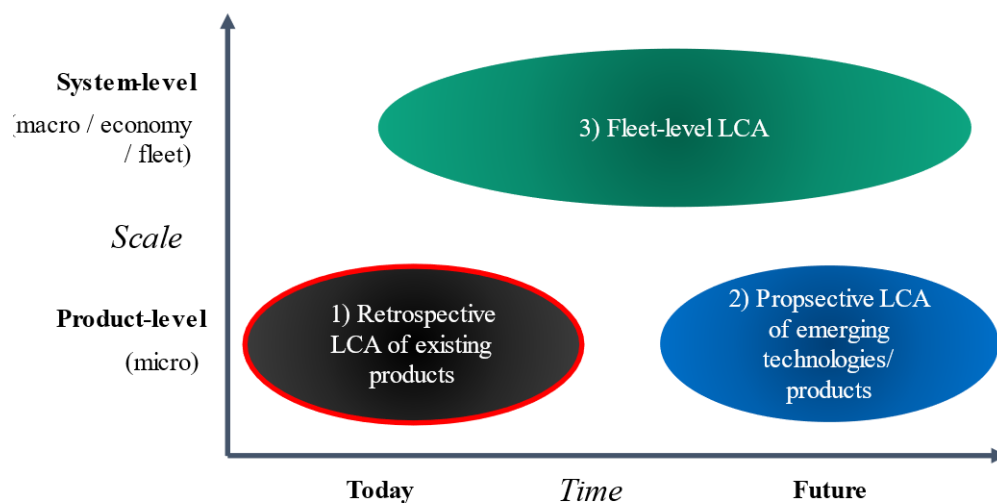 System-level
(macro / economy
/ fleet)
3) Fleet-level LCA
Scale
Product-level
(micro)
1) Retrospective
LCA of existing
products
2) Propsective LCA
of emerging
technologies/
products
Today
Time
Future